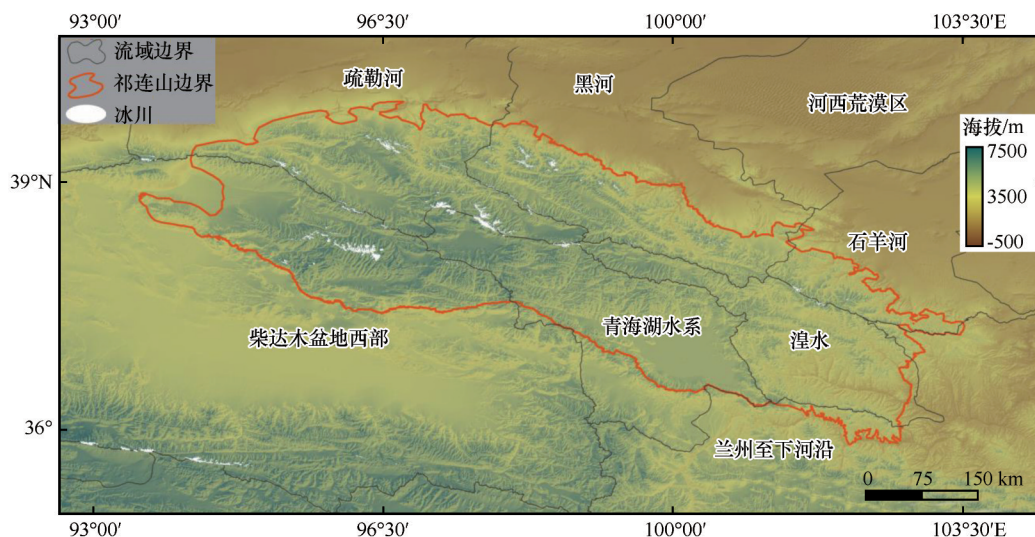 93°00′ 96°30′ 100°00′ 103°30′E
流域边界
祁连山边界
冰川
疏勒河
黑河
河西荒漠区
海拔/m
7500
3500
-500
39°N
石羊河
柴达木盆地西部
青海湖水系
湟水
36°
兰州至下河沿
0 75 150 km
93°00′ 96°30′ 100°00′ 103°30′